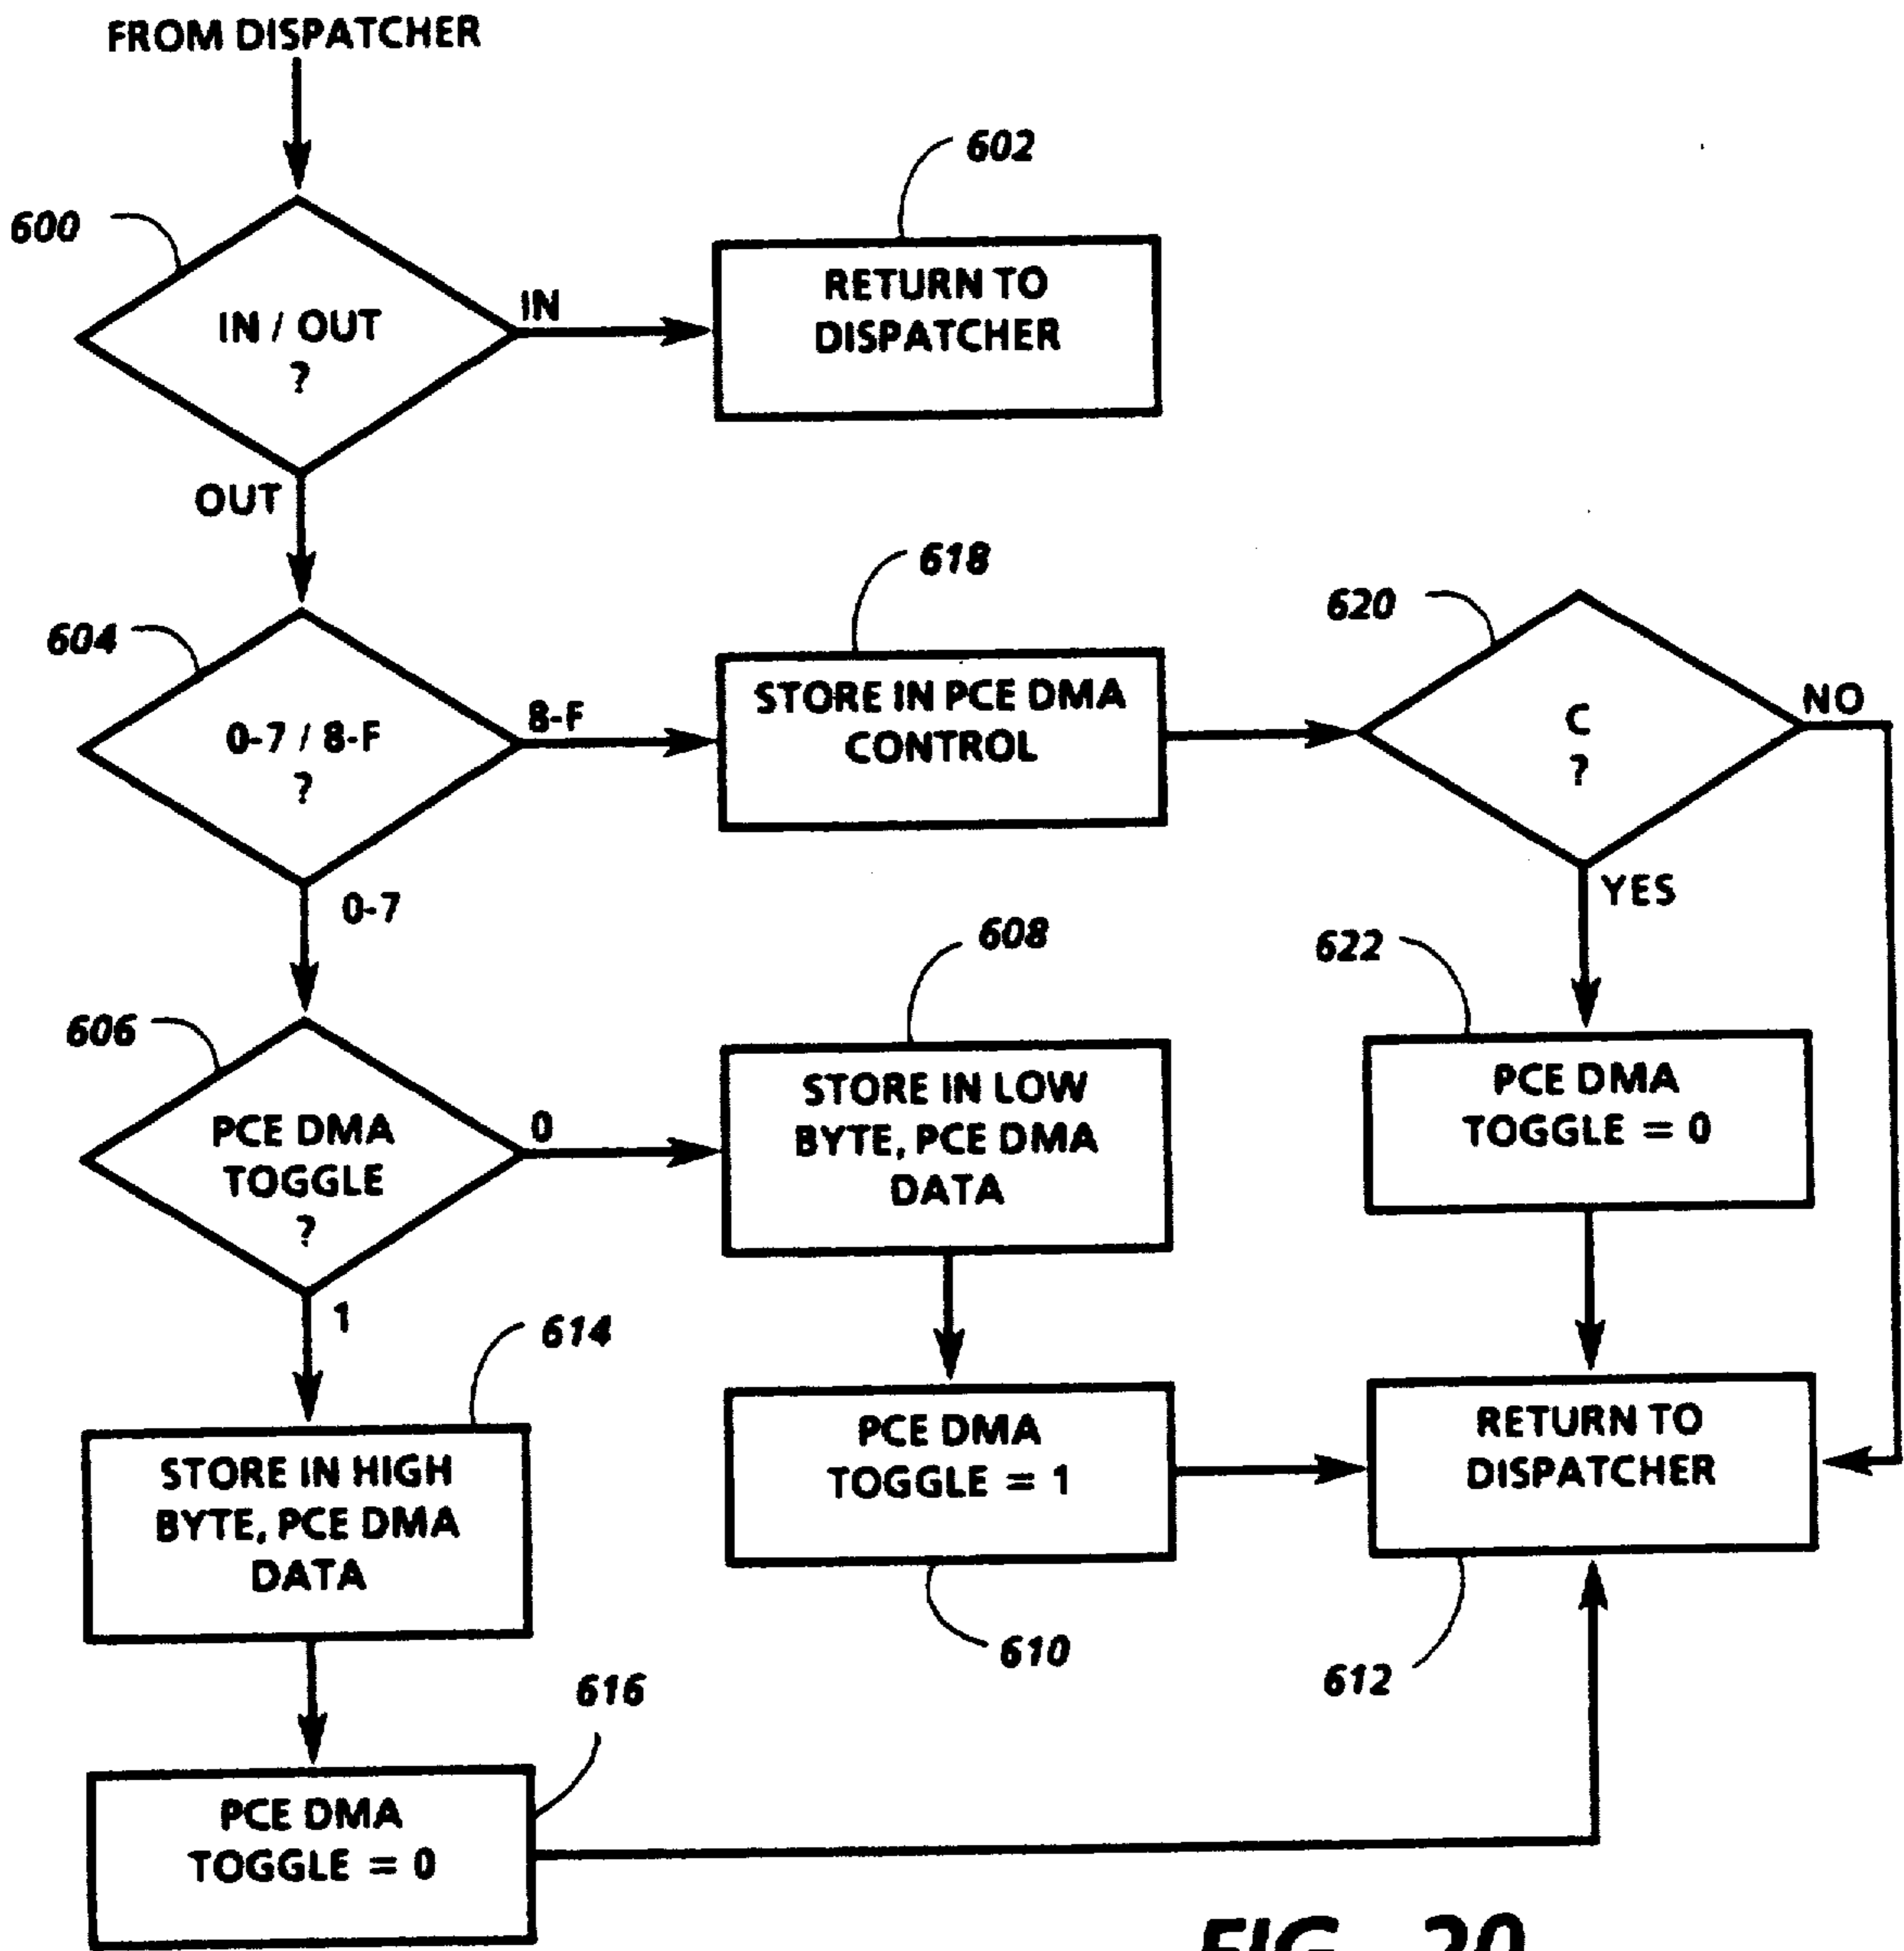 FROM DISPATCHER
600
IN / OUT
?
IN
OUT
602
RETURN TO
DISPATCHER
604
0-7 / 8-F
?
8-F
0-7
618
STORE IN PCE DMA
CONTROL
620
C
?
NO
YES
606
PCE DMA
TOGGLE
?
0
1
608
STORE IN LOW
BYTE, PCE DMA
DATA
622
PCE DMA
TOGGLE = 0
614
STORE IN HIGH
BYTE, PCE DMA
DATA
PCE DMA
TOGGLE = 1
610
RETURN TO
DISPATCHER
612
616
PCE DMA
TOGGLE = 0
FIG. 20